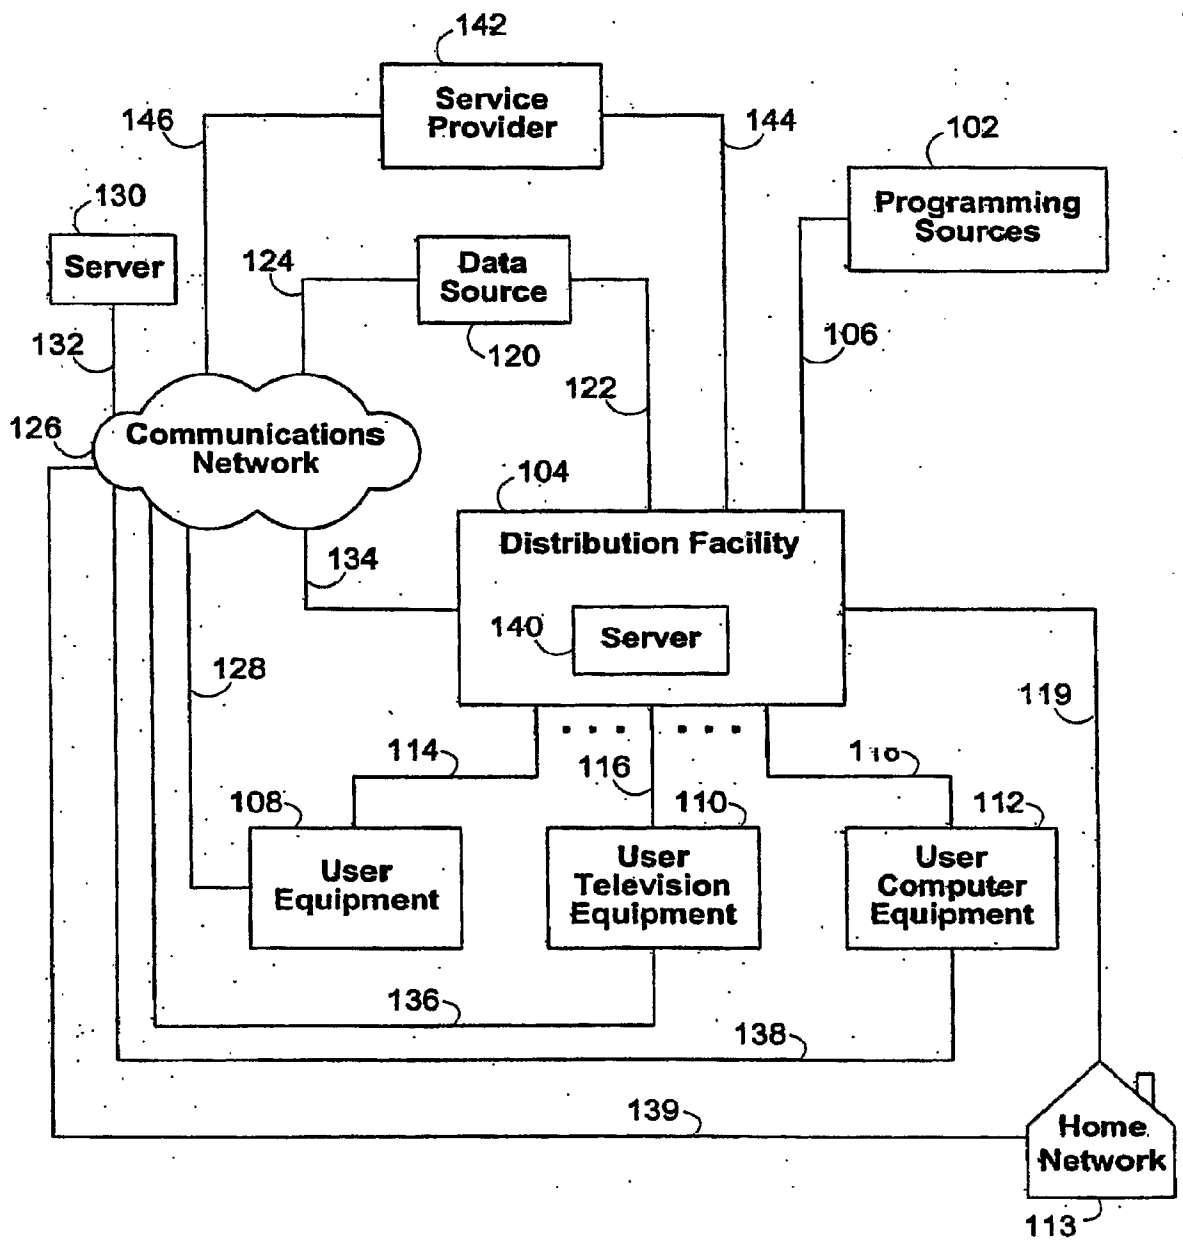 142
Service
Provider
146
144
102
Programming
Sources
130
Server
124
Data
Source
120
132
122
106
126
Communications
Network
104
Distribution Facility
134
140
Server
128
119
114
116
108
User
Equipment
110
User
Television
Equipment
112
User
Computer
Equipment
136
138
139
Home
Network
113